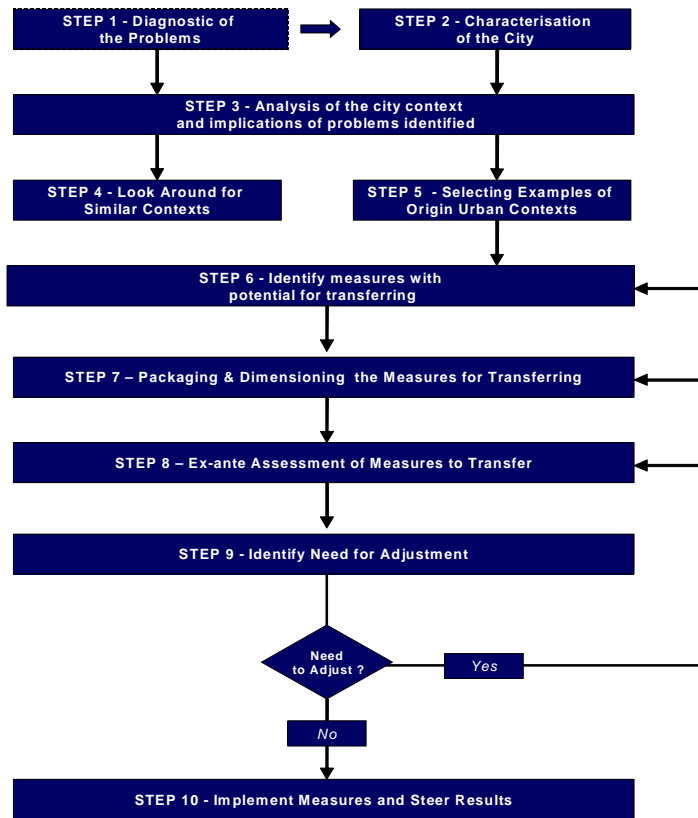 STEP 1 - Diagnostic of
the Problems
STEP 2 - Characterisation
of the City
STEP 3 - Analysis of the city context
and implications of problems identified
STEP 4 - Look Around for
Similar Contexts
STEP 5 - Selecting Examples of
Origin Urban Contexts
STEP 6 - Identify measures with
potential for transferring
STEP 7 – Packaging & Dimensioning the Measures for Transferring
STEP 8 – Ex-ante Assessment of Measures to Transfer
STEP 9 - Identify Need for Adjustment
Need
to Adjust ?
Yes
No
STEP 10 - Implement Measures and Steer Results